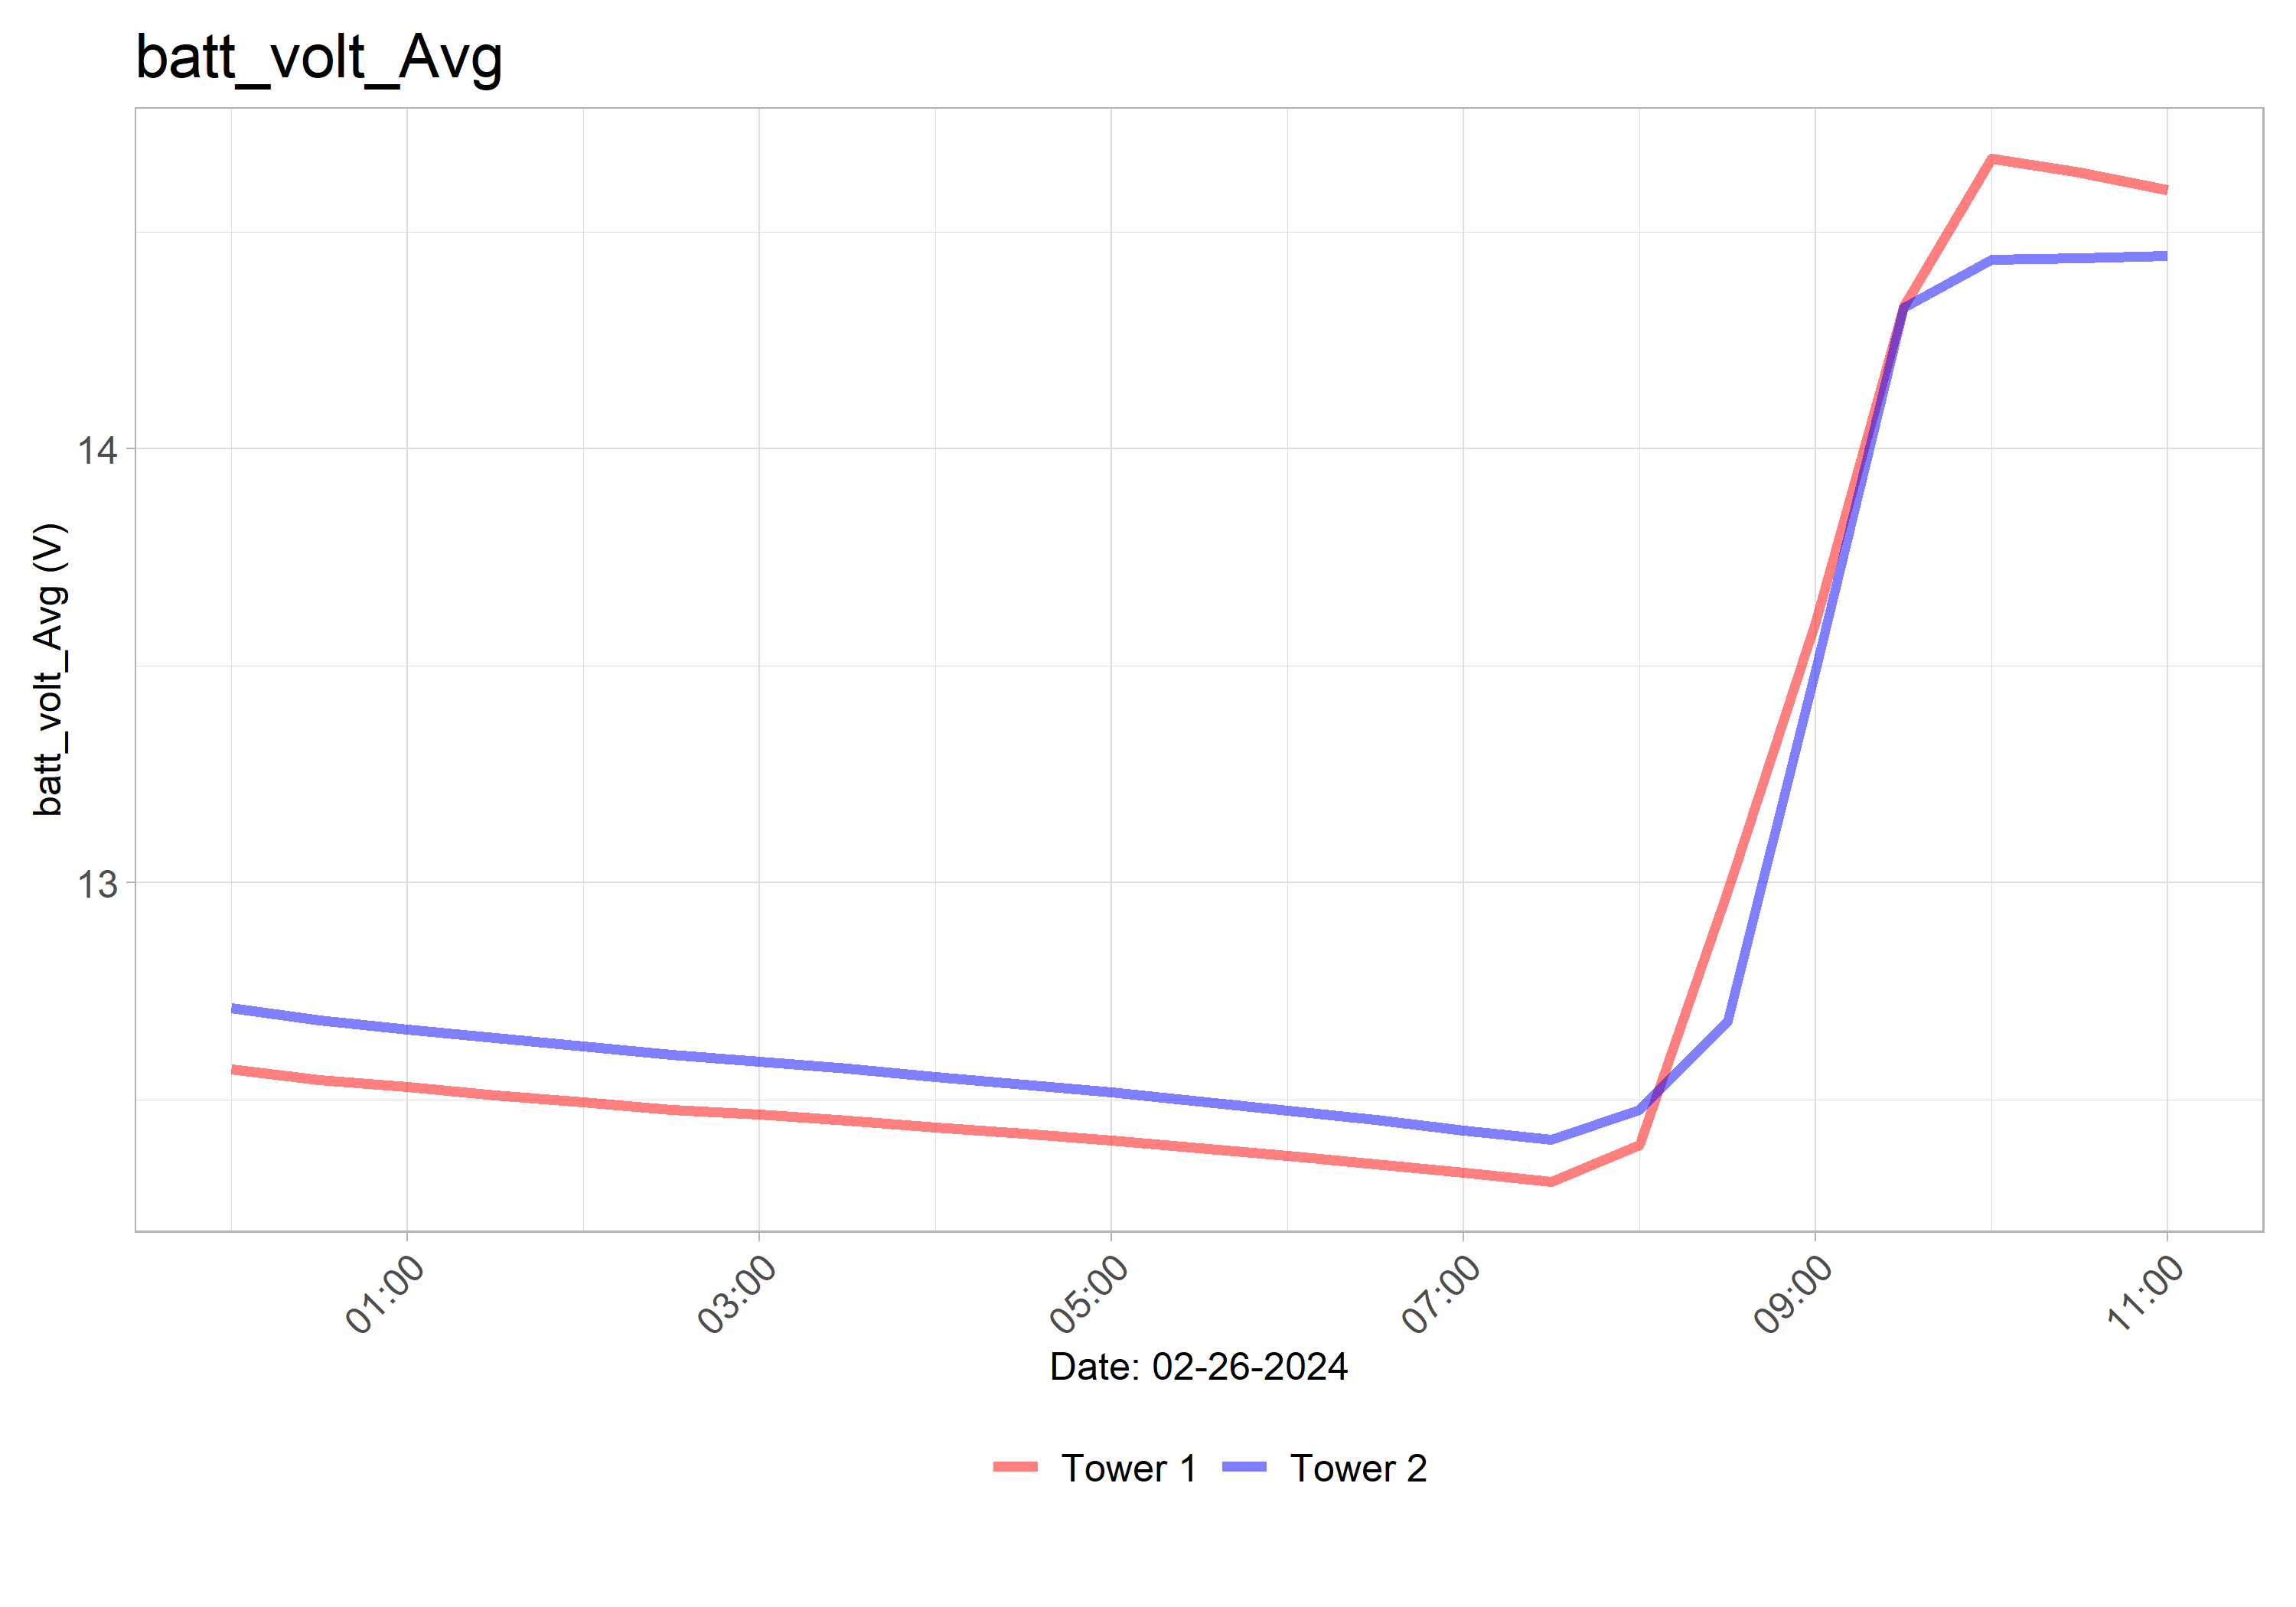 batt_volt_Avg
batt_volt_Avg (V)
14
13
01:00 03:00 05:00 07:00 09:00 11:00
Date: 02-26-2024
Tower 1 Tower 2